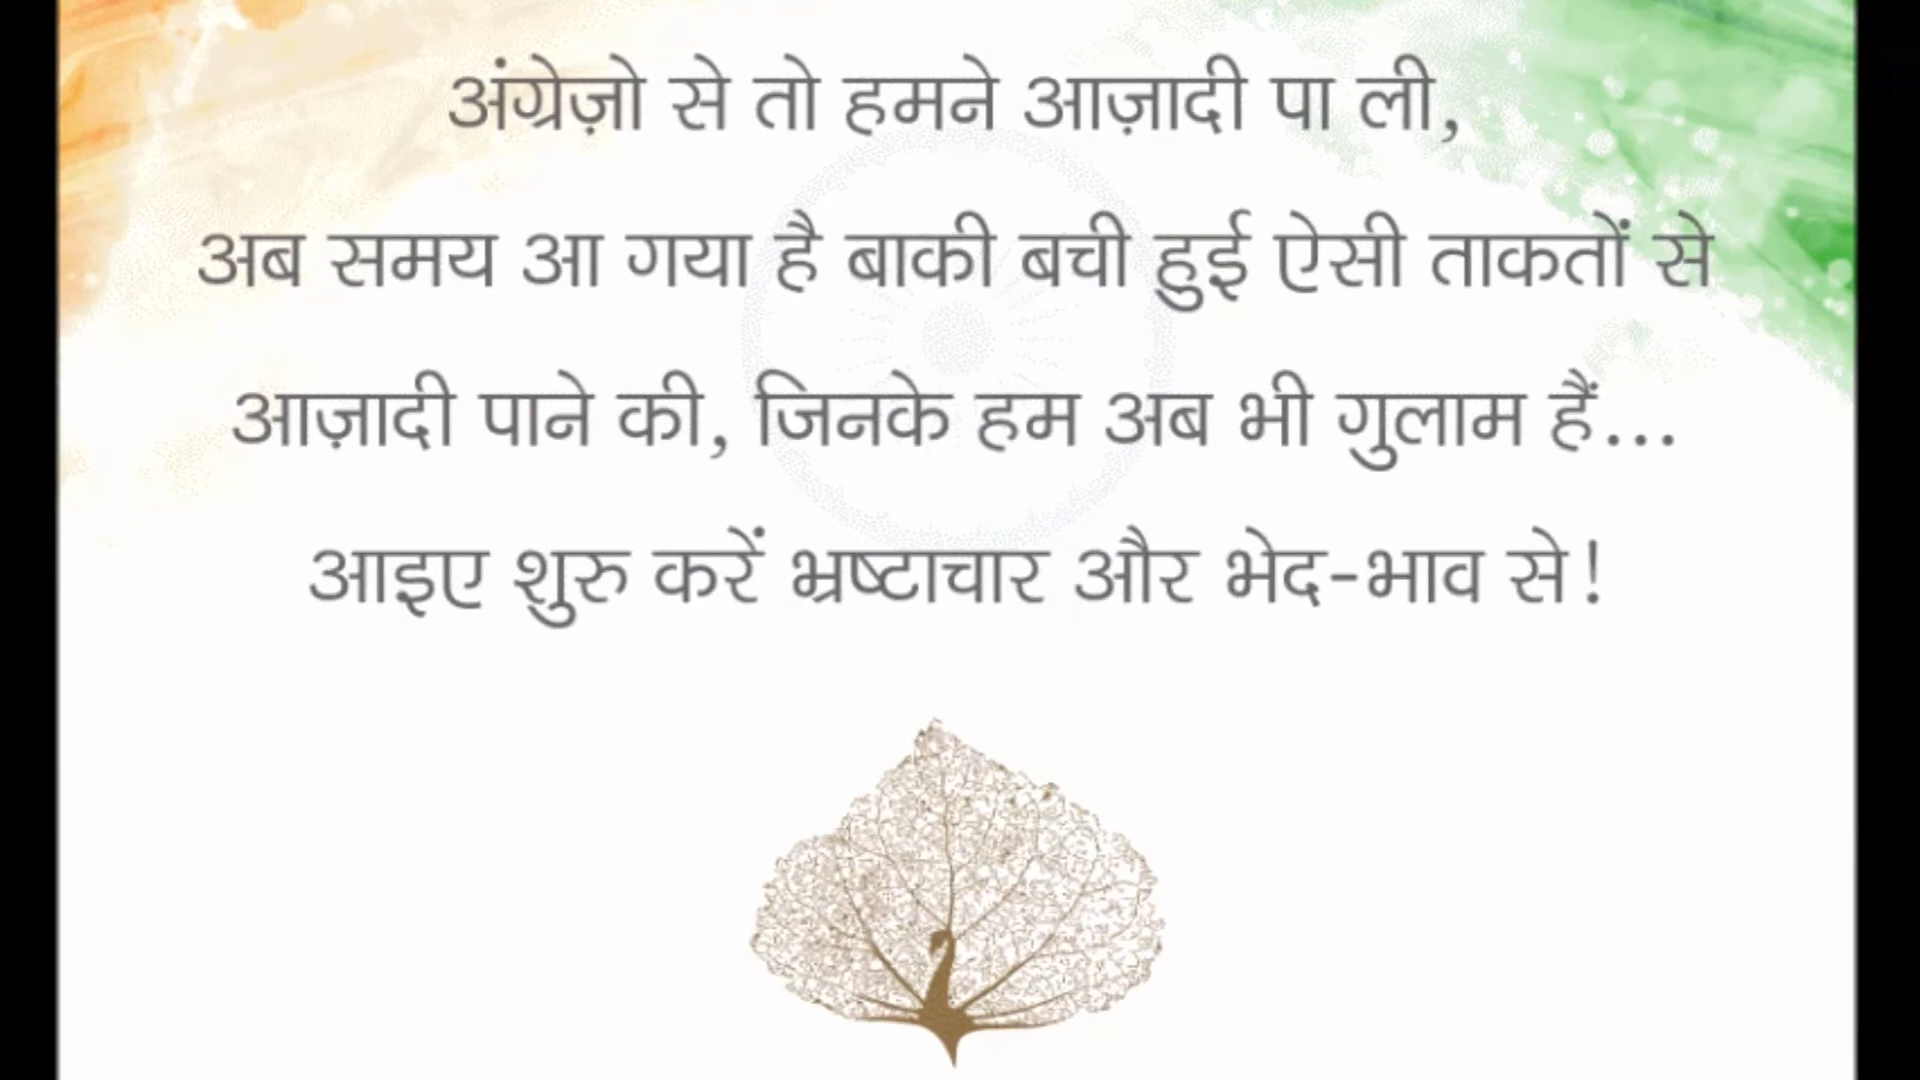 अंग्रेज़ो से तो हमने आज़ादी पा ली,
अब समय आ गया है बाकी बची हुई ऐसी ताकतों से
आज़ादी पाने की, जिनके हम अब भी गुलाम हैं...
आइए शुरु करें भ्रष्टाचार और भेद-भाव से!